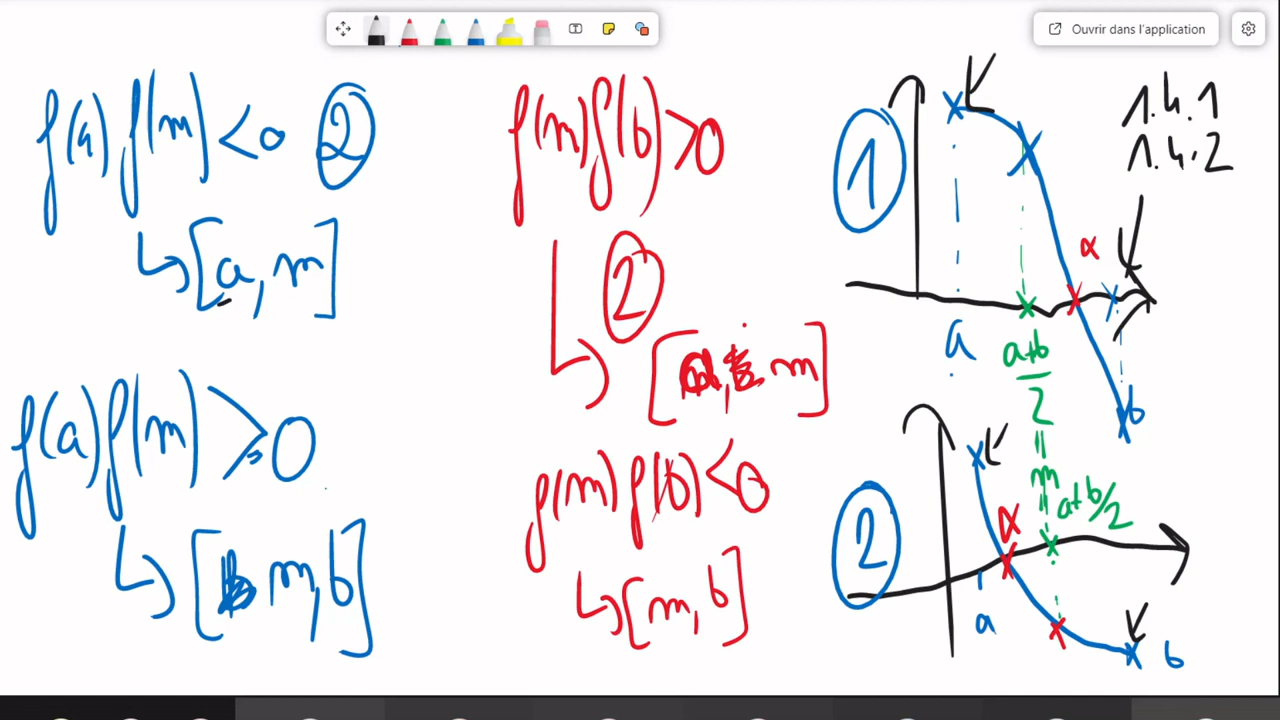 Ouvrir dans l'application
f(a) f(m) < 0 ②
↳ [a, m]
f(a) f(m) ≥ 0
↳ [m, b]
f(m) f(b) > 0
↳ ②
↳ [a, m]
f(m) f(b) < 0
↳ [m, b]
1.4.1
1.4.2
①
α
a
a+b
2
=
m
b
②
α
a+b/2
a
b